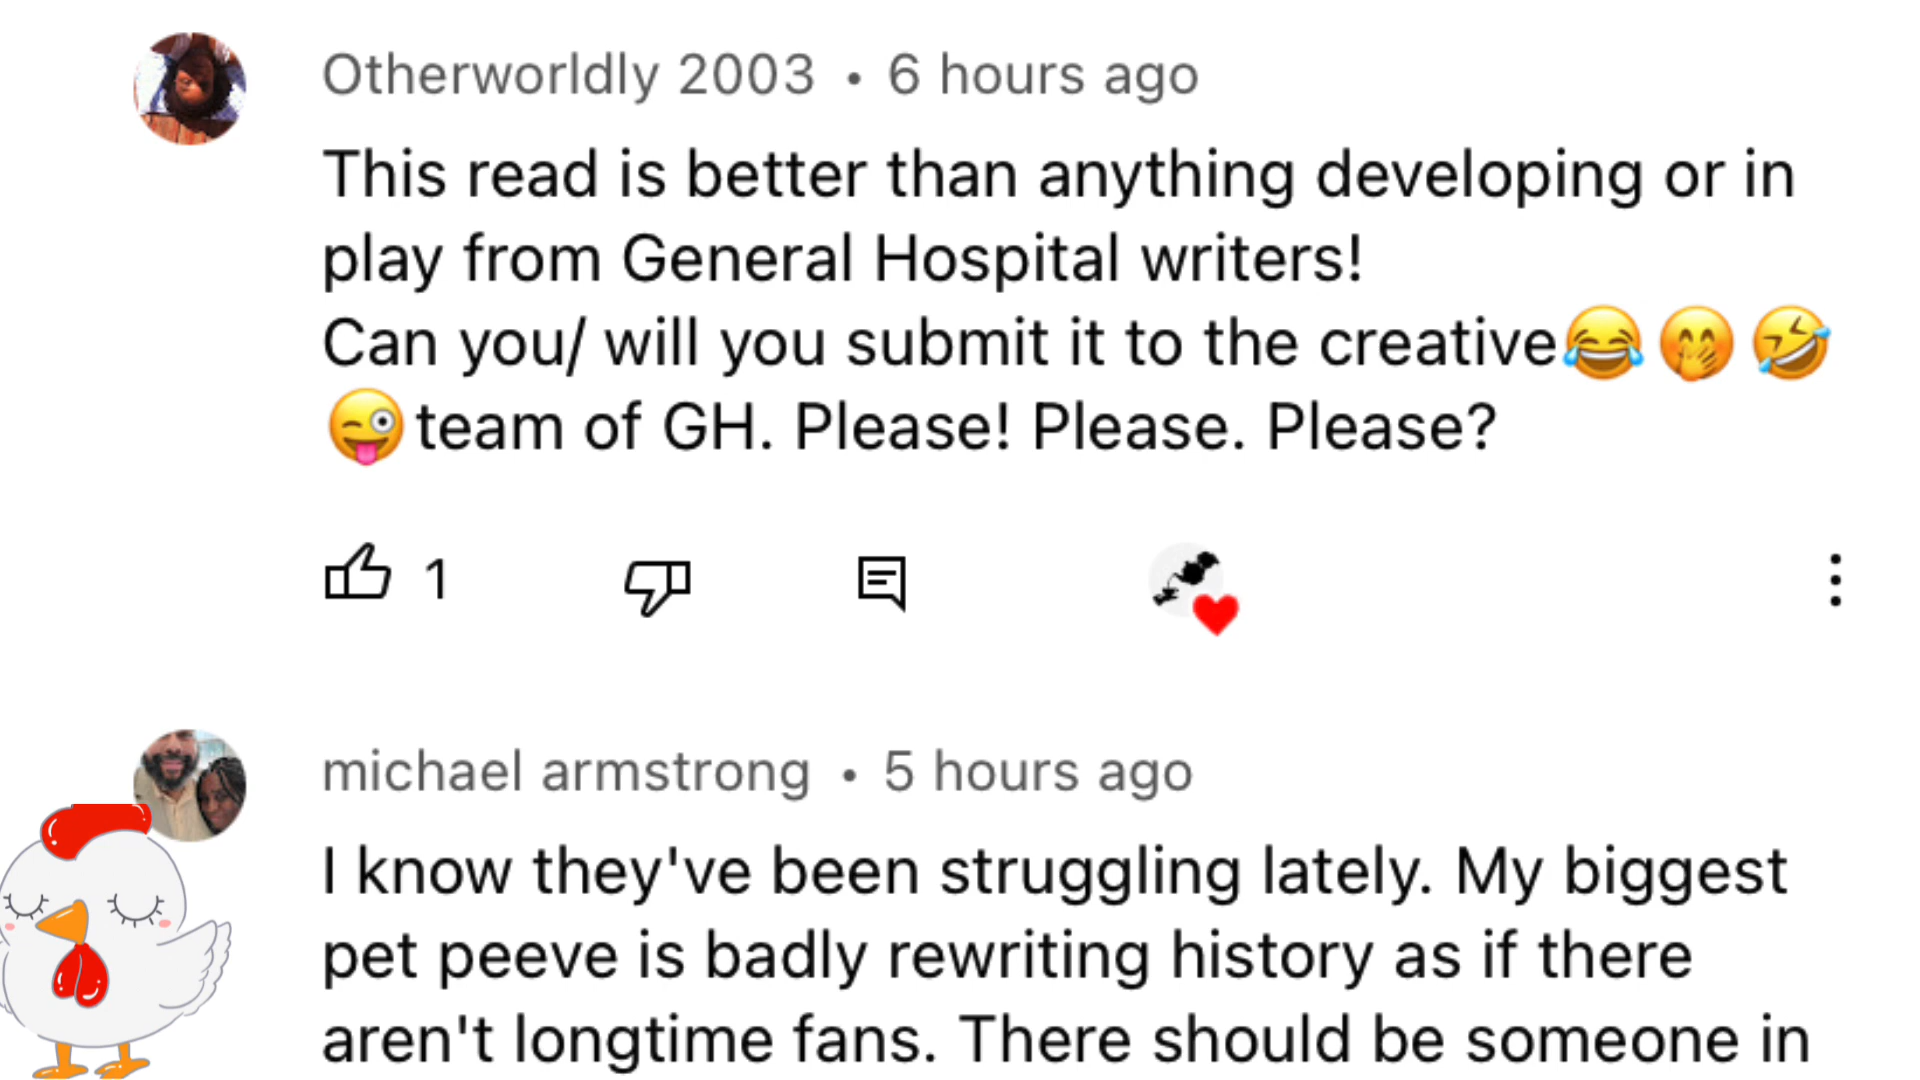 Otherworldly 2003 • 6 hours ago
This read is better than anything developing or in
play from General Hospital writers!
Can you/ will you submit it to the creative😂🤭🤣
😜team of GH. Please! Please. Please?
1
michael armstrong • 5 hours ago
I know they've been struggling lately. My biggest
pet peeve is badly rewriting history as if there
aren't longtime fans. There should be someone in